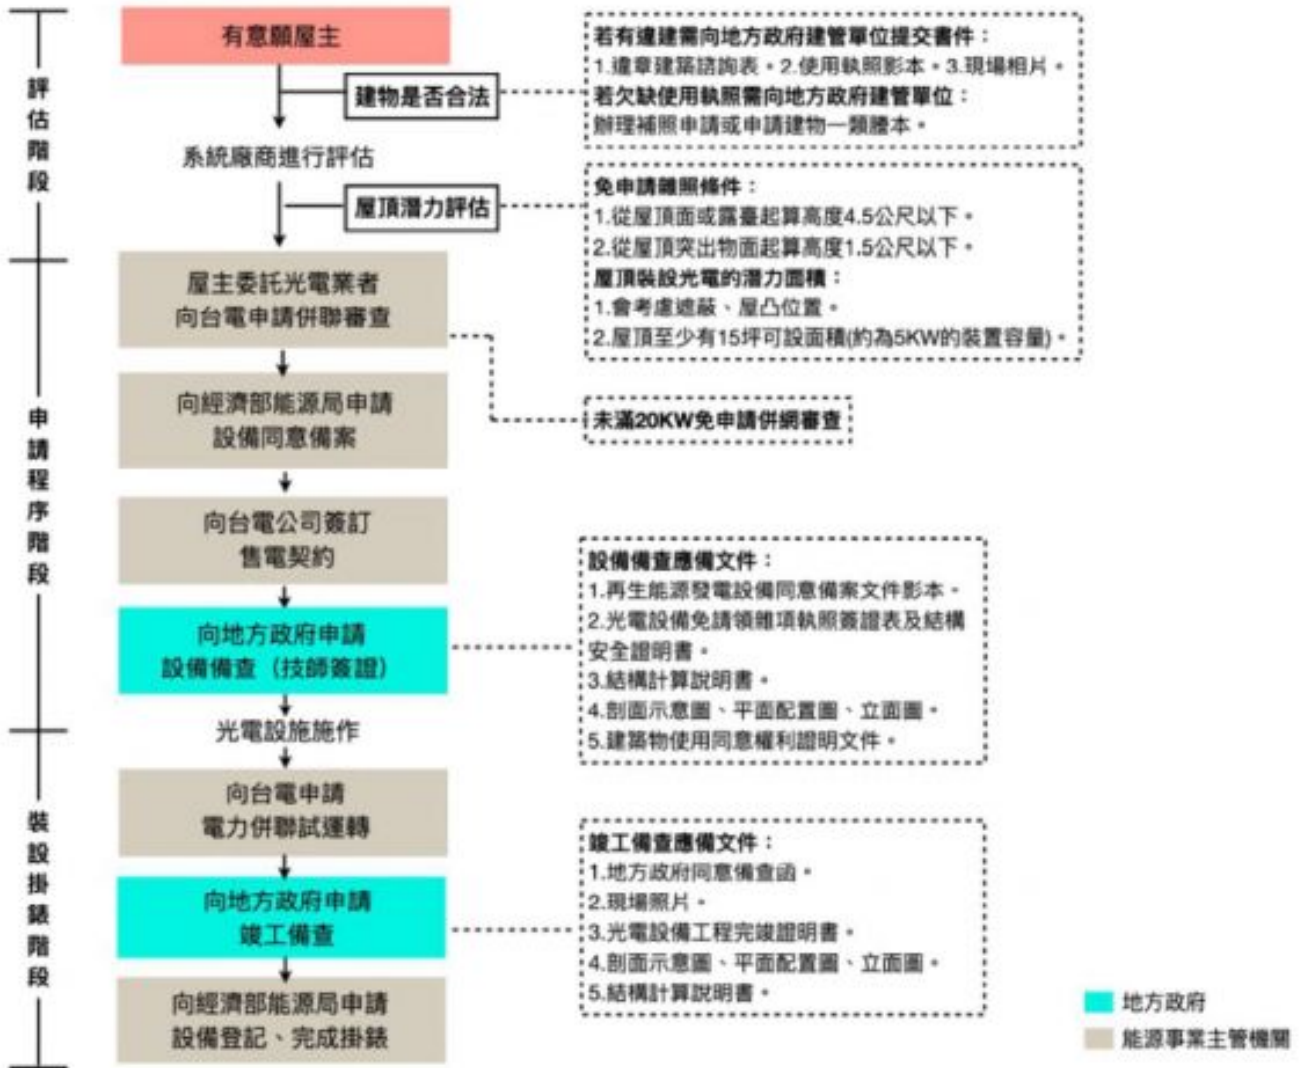 評估階段
有意願屋主
建物是否合法
若有違建需向地方政府建管單位提交書件：
1.違章建築諮詢表。2.使用執照影本。3.現場相片。
若欠缺使用執照需向地方政府建管單位：
辦理補照申請或申請建物一類謄本。
系統廠商進行評估
屋頂潛力評估
免申請雜照條件：
1.從屋頂面或露臺起算高度4.5公尺以下。
2.從屋頂突出物面起算高度1.5公尺以下。
屋頂裝設光電的潛力面積：
1.會考慮遮蔽、屋凸位置。
2.屋頂至少有15坪可設面積(約為5KW的裝置容量)。
申請程序階段
屋主委託光電業者
向台電申請併聯審查
未滿20KW免申請併網審查
向經濟部能源局申請
設備同意備案
向台電公司簽訂
售電契約
向地方政府申請
設備備查（技師簽證）
設備備查應備文件：
1.再生能源發電設備同意備案文件影本。
2.光電設備免請領雜項執照簽證表及結構
安全證明書。
3.結構計算說明書。
4.剖面示意圖、平面配置圖、立面圖。
5.建築物使用同意權利證明文件。
光電設施施作
裝設掛錶階段
向台電申請
電力併聯試運轉
向地方政府申請
竣工備查
竣工備查應備文件：
1.地方政府同意備查函。
2.現場照片。
3.光電設備工程完竣證明書。
4.剖面示意圖、平面配置圖、立面圖。
5.結構計算說明書。
向經濟部能源局申請
設備登記、完成掛錶
地方政府
能源事業主管機關